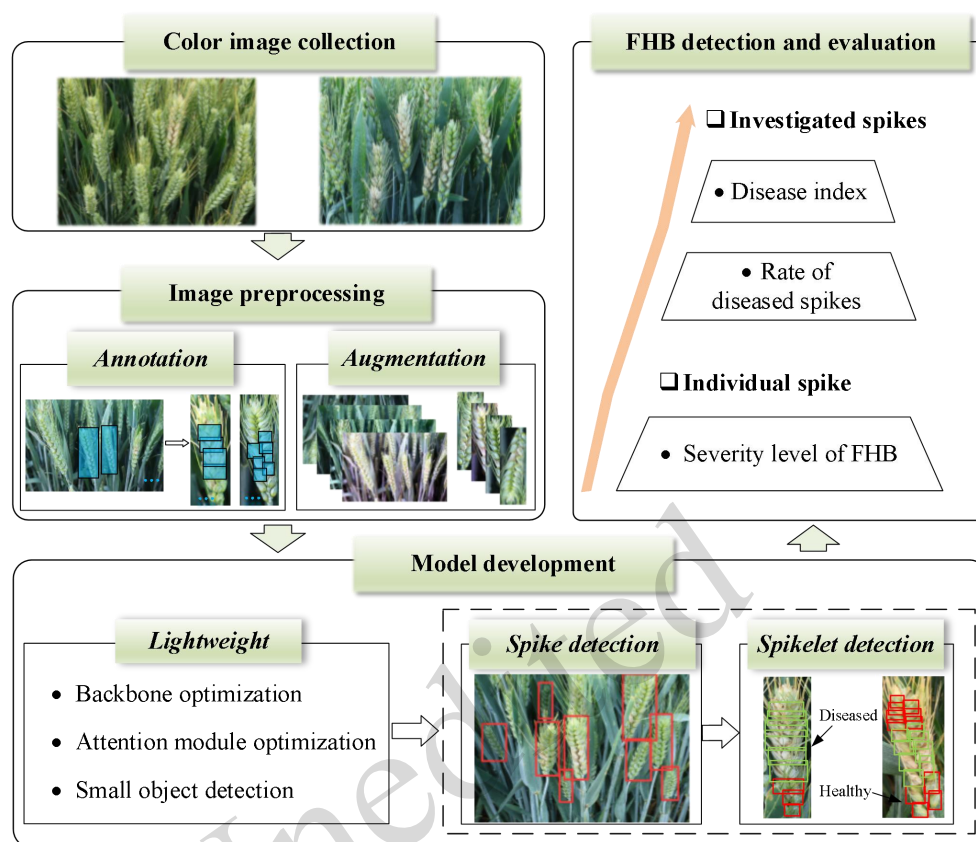 Color image collection
Image preprocessing
Annotation
Augmentation
...
...
...
FHB detection and evaluation
❑ Investigated spikes
• Disease index
• Rate of
diseased spikes
❑ Individual spike
• Severity level of FHB
Model development
Lightweight
• Backbone optimization
• Attention module optimization
• Small object detection
Spike detection
Spikelet detection
Diseased
Healthy
Unedited